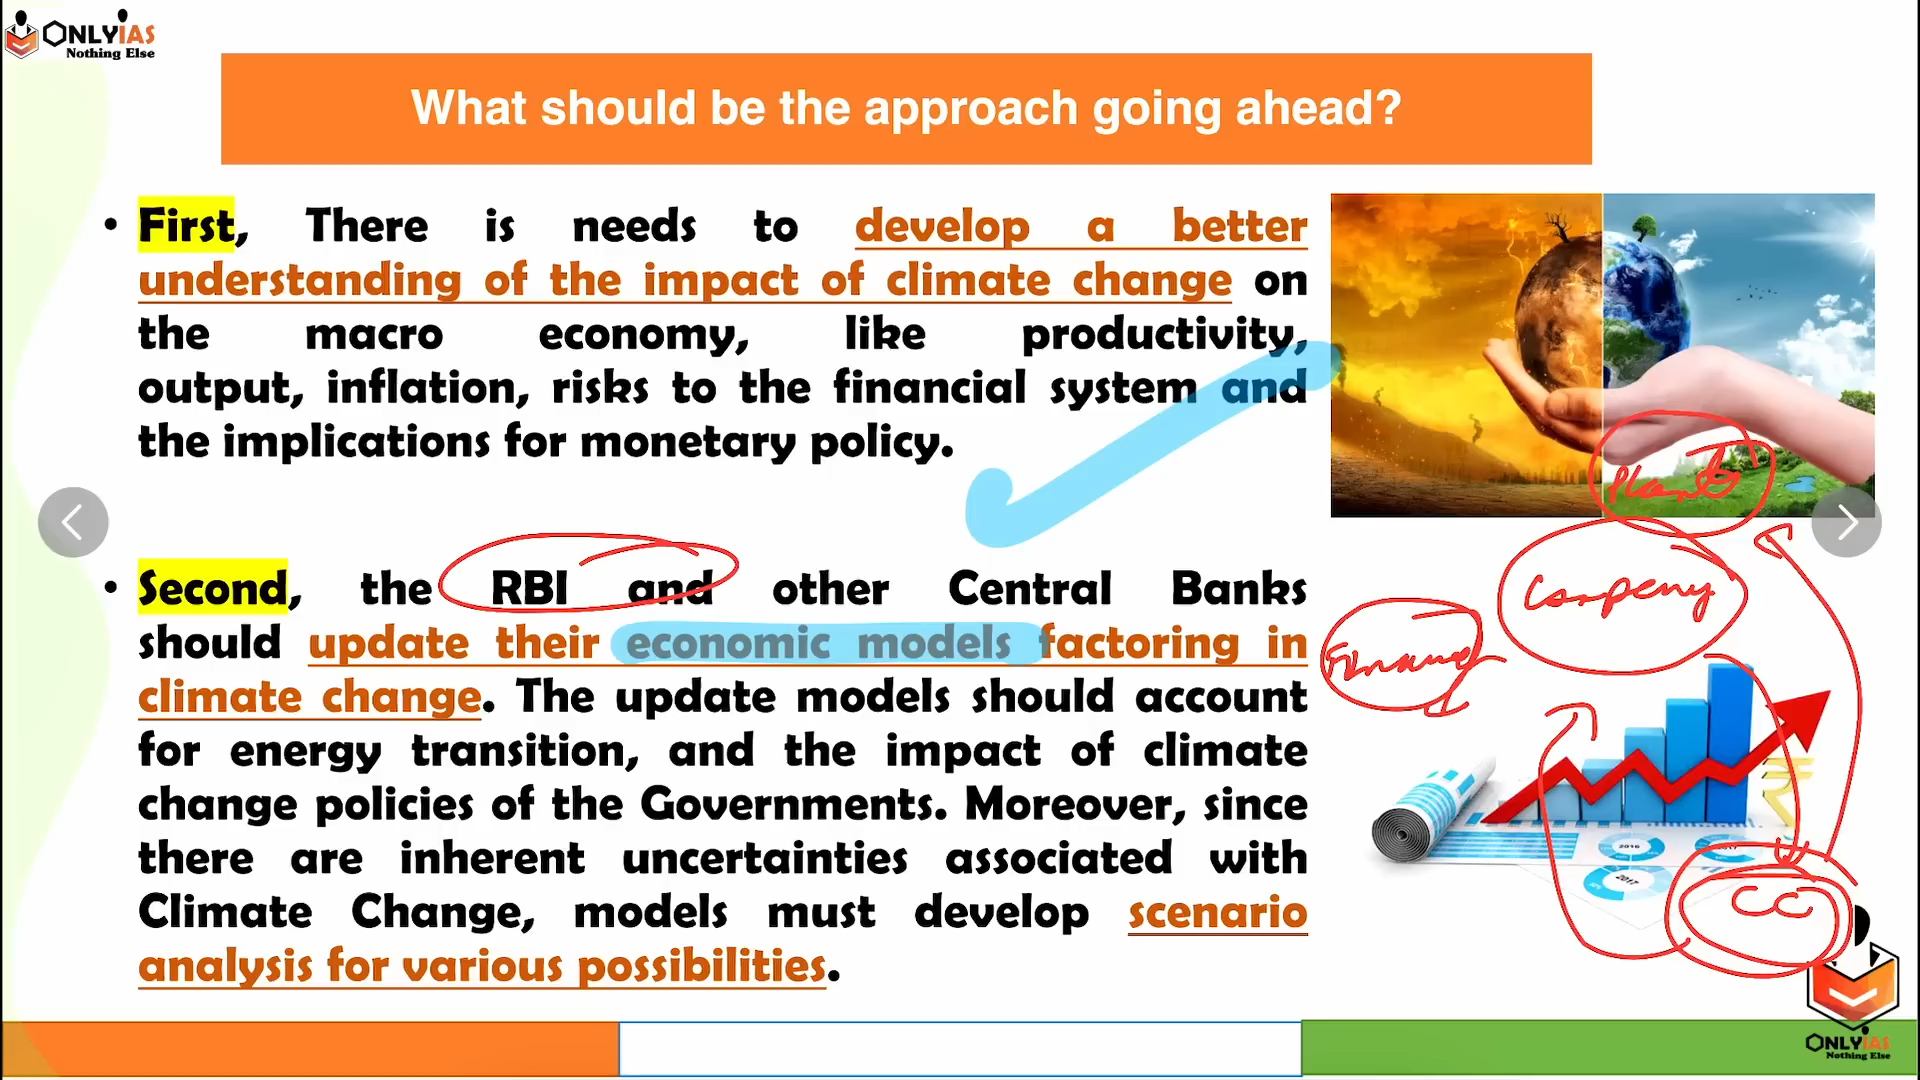 ONLYIAS
Nothing Else
What should be the approach going ahead?
• First, There is needs to develop a better
understanding of the impact of climate change on
the macro economy, like productivity,
output, inflation, risks to the financial system and
the implications for monetary policy.
Plants
• Second, the RBI and other Central Banks
should update their economic models factoring in
climate change. The update models should account
for energy transition, and the impact of climate
change policies of the Governments. Moreover, since
there are inherent uncertainties associated with
Climate Change, models must develop scenario
analysis for various possibilities.
Company
Finance
2016
2017
CC
ONLYIAS
Nothing Else